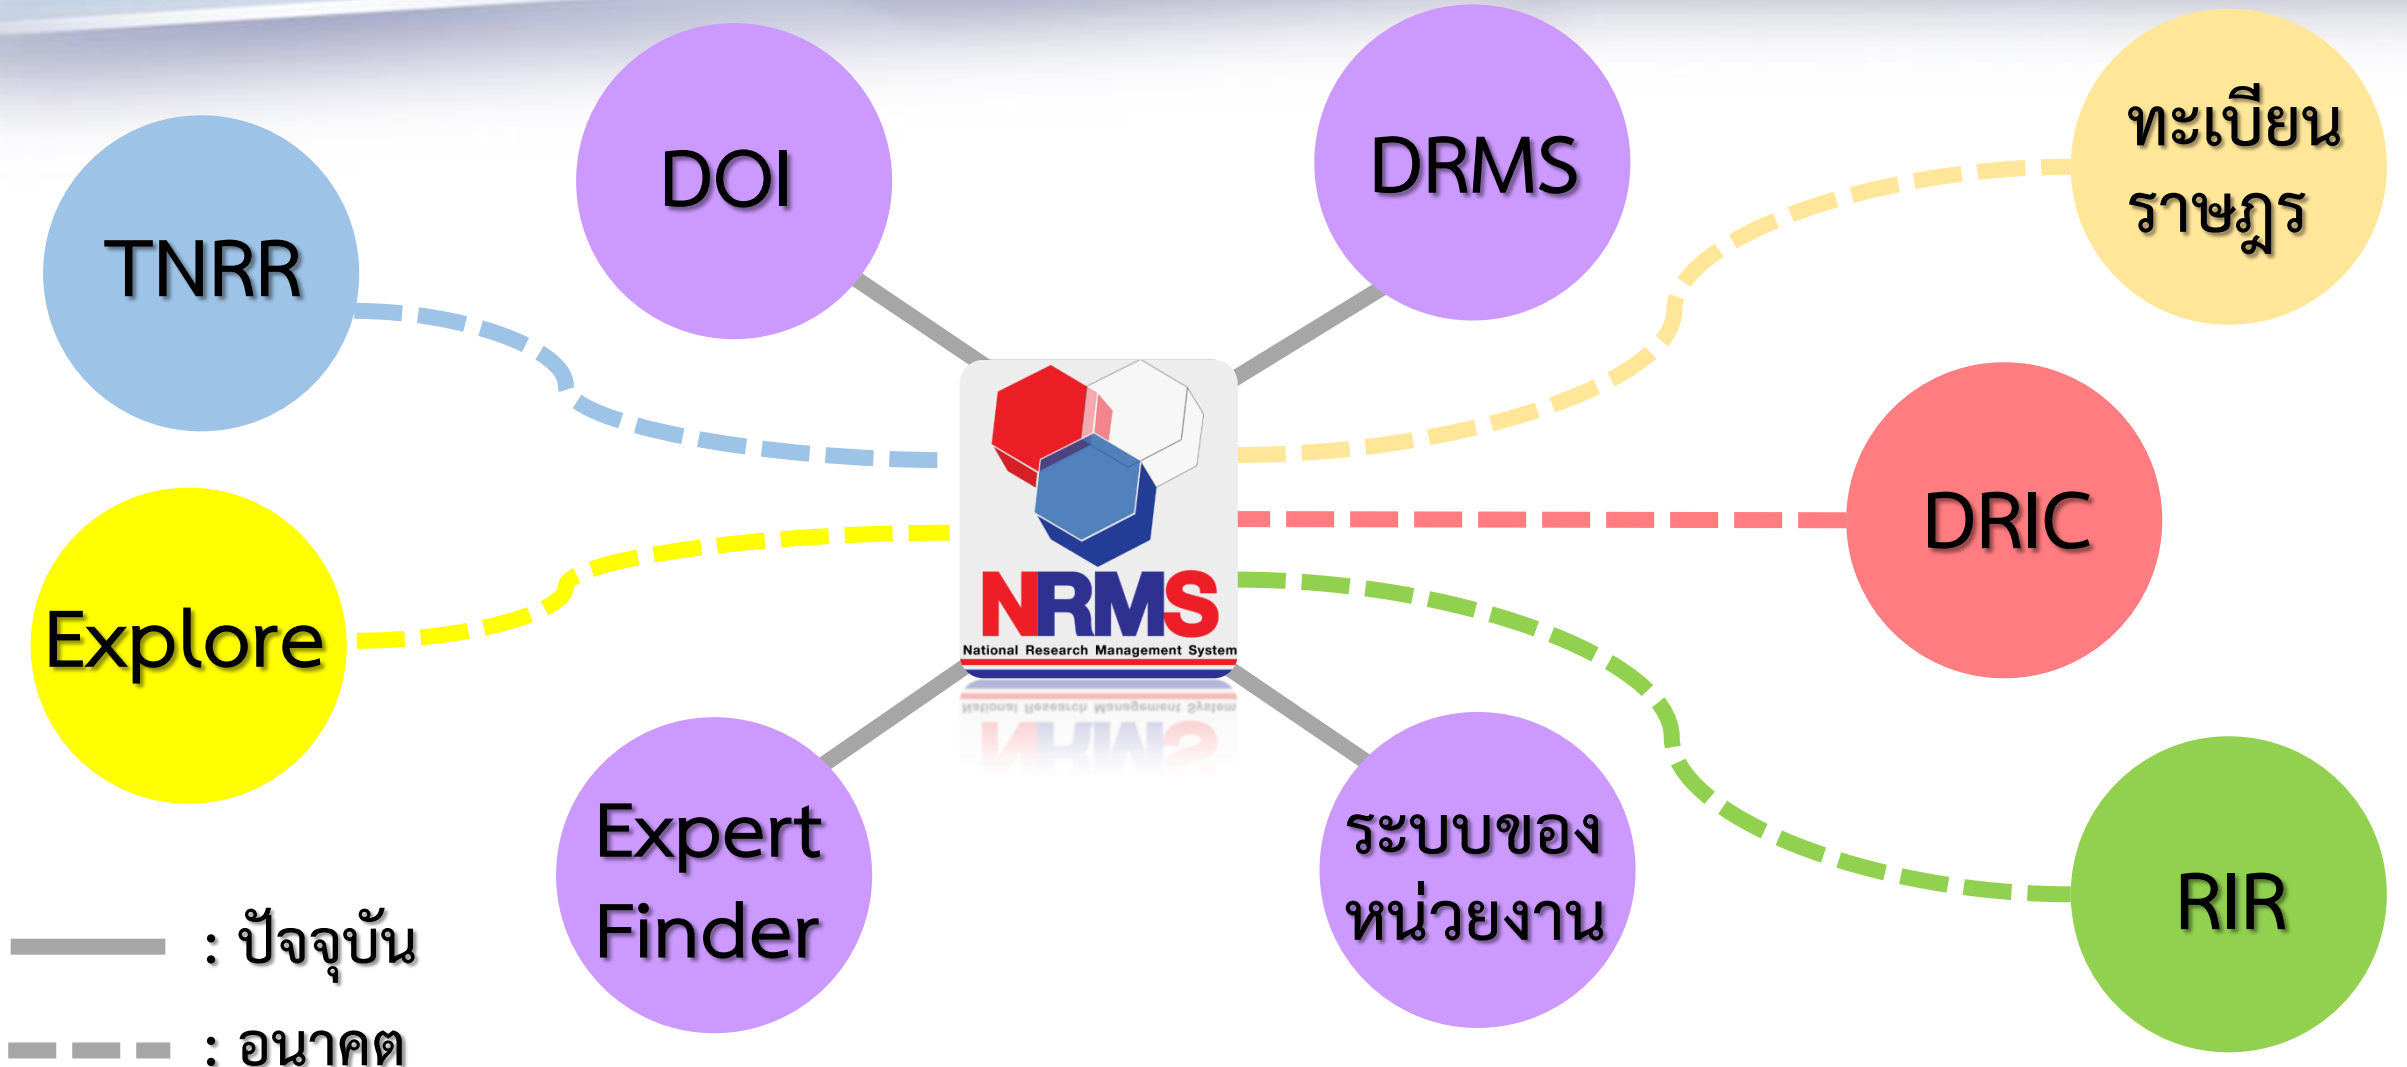 DOI
DRMS
ทะเบียน
ราษฎร
TNRR
DRIC
NRMS
National Research Management System
Explore
Expert
Finder
ระบบของ
หน่วยงาน
RIR
: ปัจจุบัน
: อนาคต